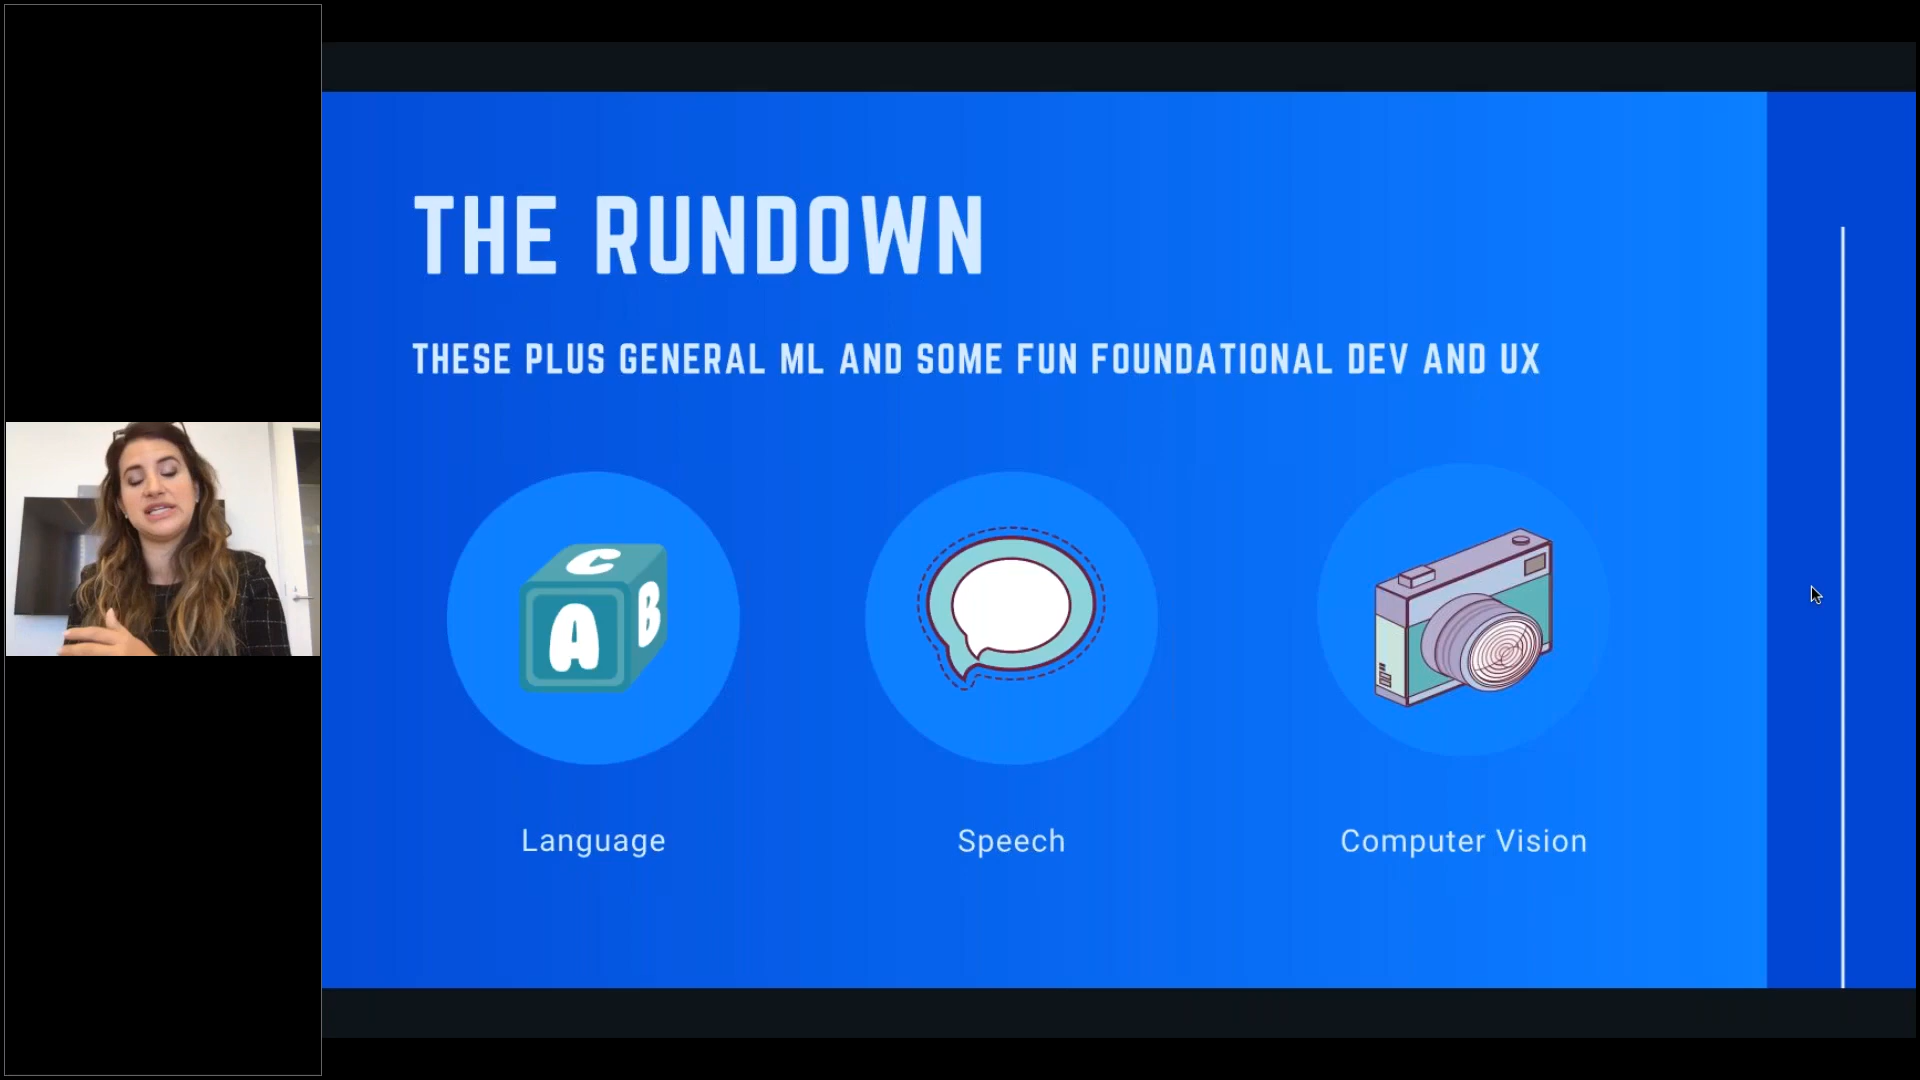 THE RUNDOWN
THESE PLUS GENERAL ML AND SOME FUN FOUNDATIONAL DEV AND UX
C
A
B
Language
Speech
Computer Vision